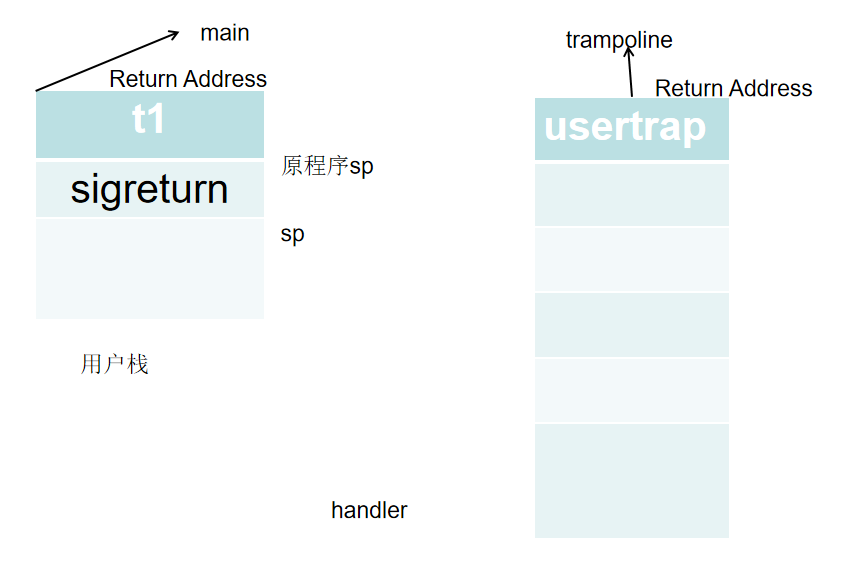 main
trampoline
Return Address
Return Address
t1
usertrap
原程序sp
sigreturn
sp
用户栈
handler